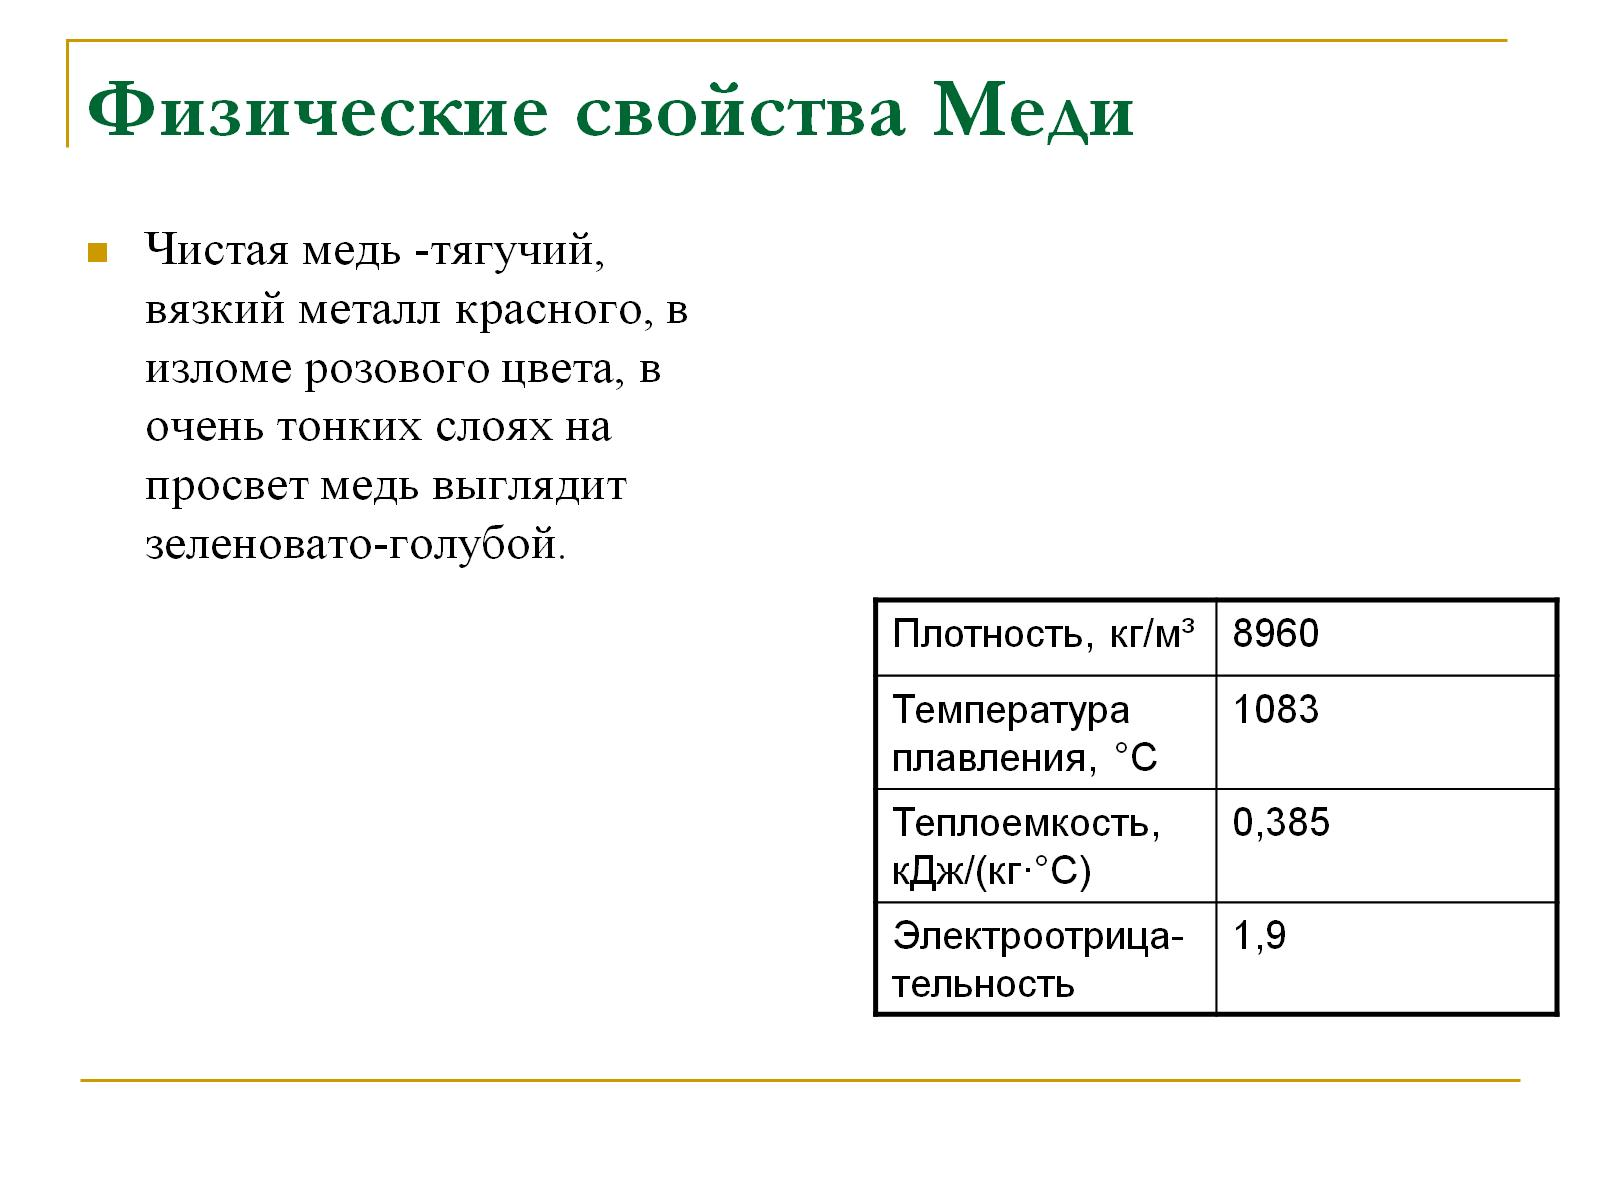 Физические свойства Меди
Чистая медь -тягучий,
вязкий металл красного, в
изломе розового цвета, в
очень тонких слоях на
просвет медь выглядит
зеленовато-голубой.
Плотность, кг/м³ 8960
Температура 1083
плавления, °С
Теплоемкость, 0,385
кДж/(кг·°С)
Электроотрица- 1,9
тельность